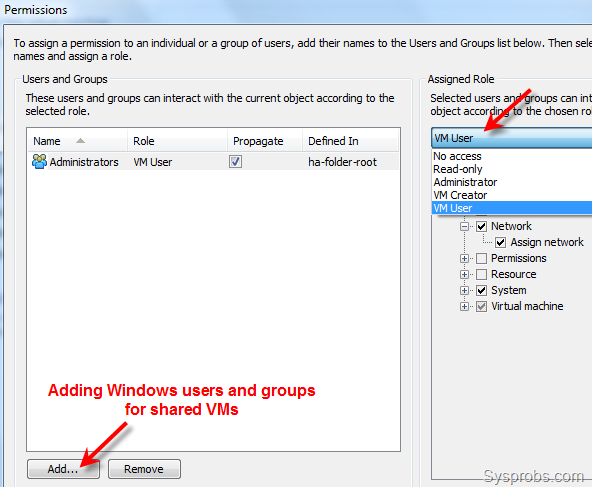 Permissions
To assign a permission to an individual or a group of users, add their names to the Users and Groups list below. Then sele
names and assign a role.
Users and Groups
These users and groups can interact with the current object according to the
selected role.
Name Role Propagate Defined In
Administrators VM User ha-folder-root
Adding Windows users and groups
for shared VMs
Add... Remove
Assigned Role
Selected users and groups can inte
object according to the chosen ro
VM User
No access
Read-only
Administrator
VM Creator
VM User
Network
Assign network
Permissions
Resource
System
Virtual machine
Sysprobs.com